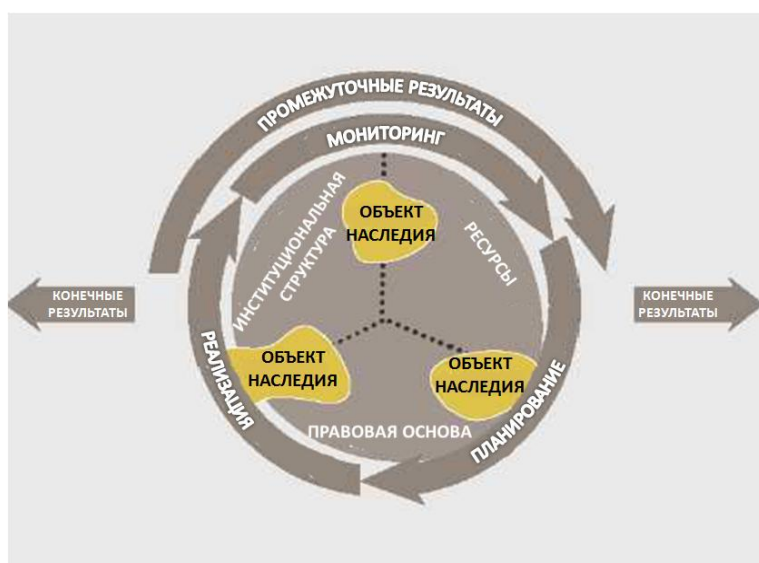 ПРОМЕЖУТОЧНЫЕ РЕЗУЛЬТАТЫ
МОНИТОРИНГ
ИНСТИТУЦИОНАЛЬНАЯ
СТРУКТУРА
ОБЪЕКТ
НАСЛЕДИЯ
РЕСУРСЫ
КОНЕЧНЫЕ
РЕЗУЛЬТАТЫ
КОНЕЧНЫЕ
РЕЗУЛЬТАТЫ
РЕАЛИЗАЦИЯ
ОБЪЕКТ
НАСЛЕДИЯ
ОБЪЕКТ
НАСЛЕДИЯ
ПЛАНИРОВАНИЕ
ПРАВОВАЯ ОСНОВА